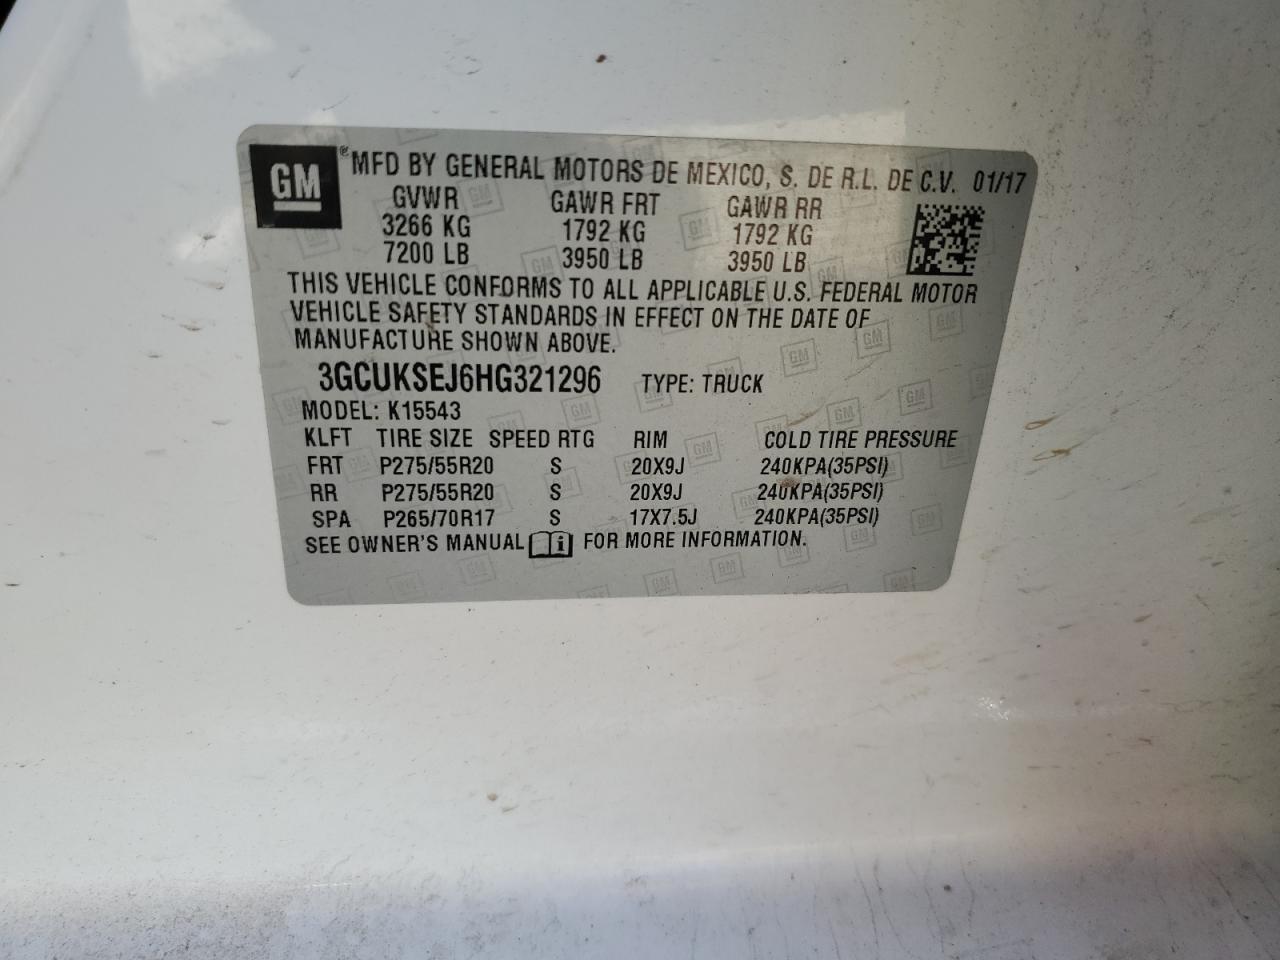 GM ® MFD BY GENERAL MOTORS DE MEXICO, S. DE R.L. DE C.V. 01/17
GVWR GAWR FRT GAWR RR
3266 KG 1792 KG 1792 KG
7200 LB 3950 LB 3950 LB
THIS VEHICLE CONFORMS TO ALL APPLICABLE U.S. FEDERAL MOTOR
VEHICLE SAFETY STANDARDS IN EFFECT ON THE DATE OF
MANUFACTURE SHOWN ABOVE.
3GCUKSEJ6HG321296 TYPE: TRUCK
MODEL: K15543
KLFT TIRE SIZE SPEED RTG RIM COLD TIRE PRESSURE
FRT P275/55R20 S 20X9J 240KPA(35PSI)
RR P275/55R20 S 20X9J 240KPA(35PSI)
SPA P265/70R17 S 17X7.5J 240KPA(35PSI)
SEE OWNER'S MANUAL i FOR MORE INFORMATION.